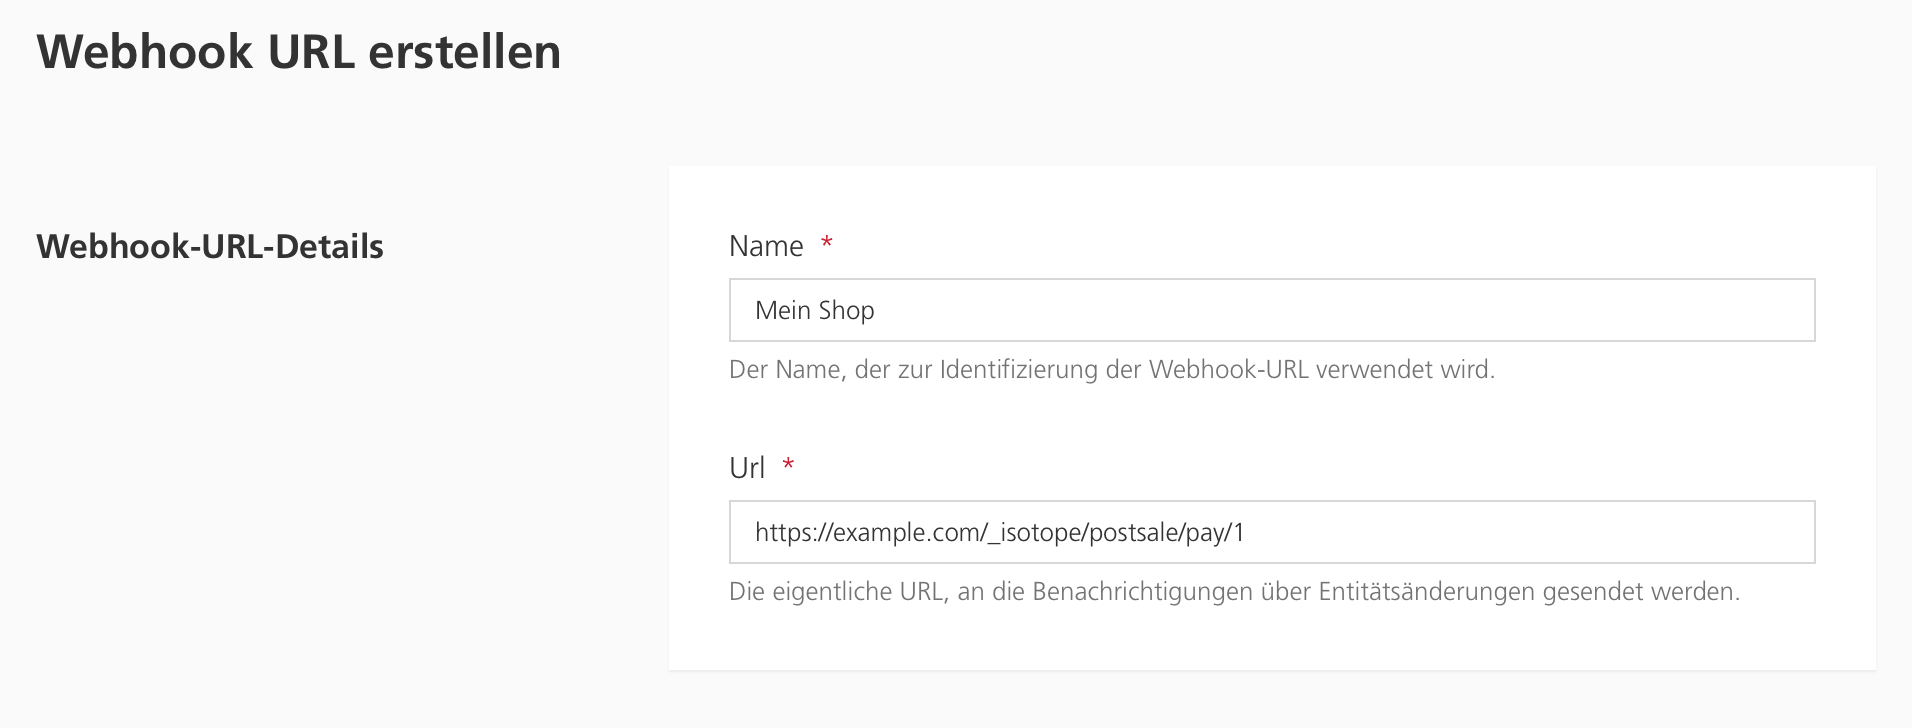 Webhook URL erstellen
Webhook-URL-Details
Name *
Mein Shop
Der Name, der zur Identifizierung der Webhook-URL verwendet wird.
Url *
https://example.com/_isotope/postsale/pay/1
Die eigentliche URL, an die Benachrichtigungen über Entitätsänderungen gesendet werden.